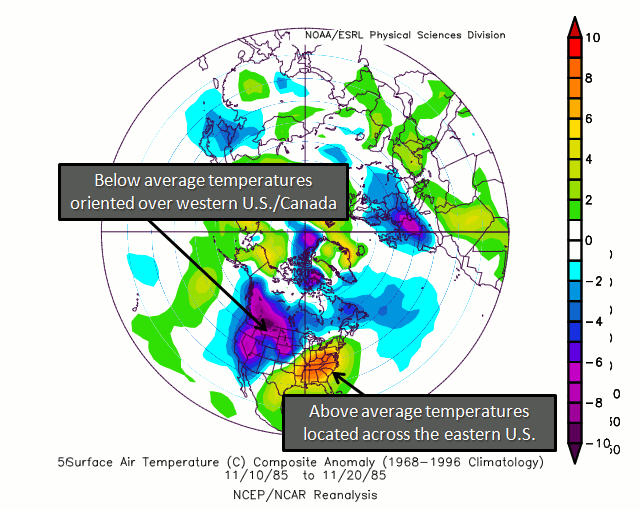 NOAA/ESRL Physical Sciences Division
10
8
6
4
2
0
-2
-4
-6
-8
-10
Below average temperatures
oriented over western U.S./Canada
Above average temperatures
located across the eastern U.S.
Surface Air Temperature (C) Composite Anomaly (1968-1996 Climatology)
11/10/85 to 11/20/85
NCEP/NCAR Reanalysis